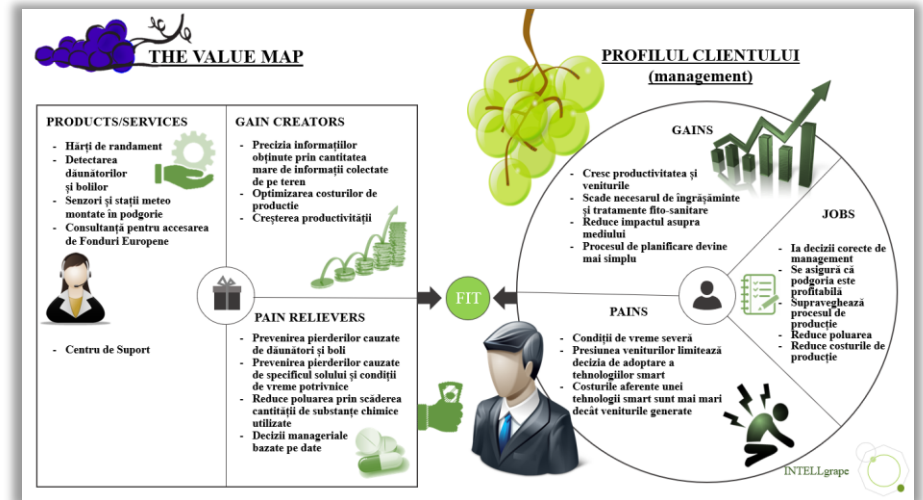 THE VALUE MAP
PRODUCTS/SERVICES
- Hărți de randament
- Detectarea
dăunătorilor
și bolilor
- Senzori și stații meteo
montate în podgorie
- Consultanță pentru accesarea
de Fonduri Europene
- Centru de Suport
GAIN CREATORS
- Precizia informațiilor
obținute prin cantitatea
mare de informații colectate
de pe teren
- Optimizarea costurilor de
productie
- Creșterea productivității
PAIN RELIEVERS
- Prevenirea pierderilor cauzate
de dăunători și boli
- Prevenirea pierderilor cauzate
de specificul solului și condiții
de vreme potrivnice
- Reduce poluarea prin scăderea
cantității de substanțe chimice
utilizate
- Decizii manageriale
bazate pe date
FIT
PROFILUL CLIENTULUI
(management)
GAINS
- Cresc productivitatea și
veniturile
- Scade necesarul de îngrășăminte
și tratamente fito-sanitare
- Reduce impactul asupra
mediului
- Procesul de planificare devine
mai simplu
JOBS
- Ia decizii corecte de
management
- Se asigură că
podgoria este
profitabilă
- Supraveghează
procesul de
producție
- Reduce poluarea
- Reduce costurile de
producție
PAINS
- Condiții de vreme severă
- Presiunea veniturilor limitează
decizia de adoptare a
tehnologiilor smart
- Costurile aferente unei
tehnologii smart sunt mai mari
decât veniturile generate
INTELLgrape